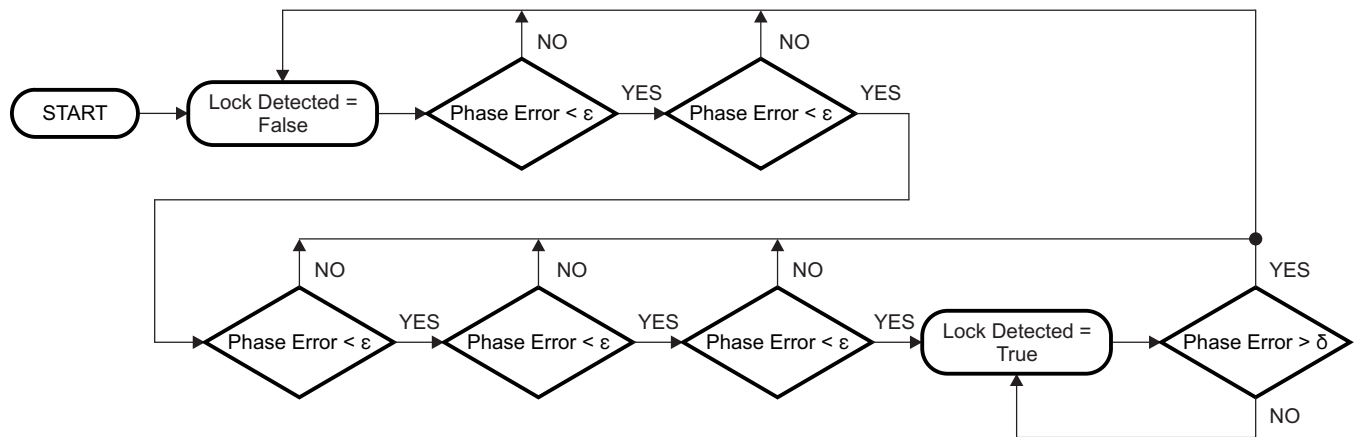 NO
NO
START
Lock Detected =
False
Phase Error < ε
YES
Phase Error < ε
YES
NO
NO
NO
YES
Phase Error < ε
YES
Phase Error < ε
YES
Phase Error < ε
YES
Lock Detected =
True
Phase Error > δ
NO